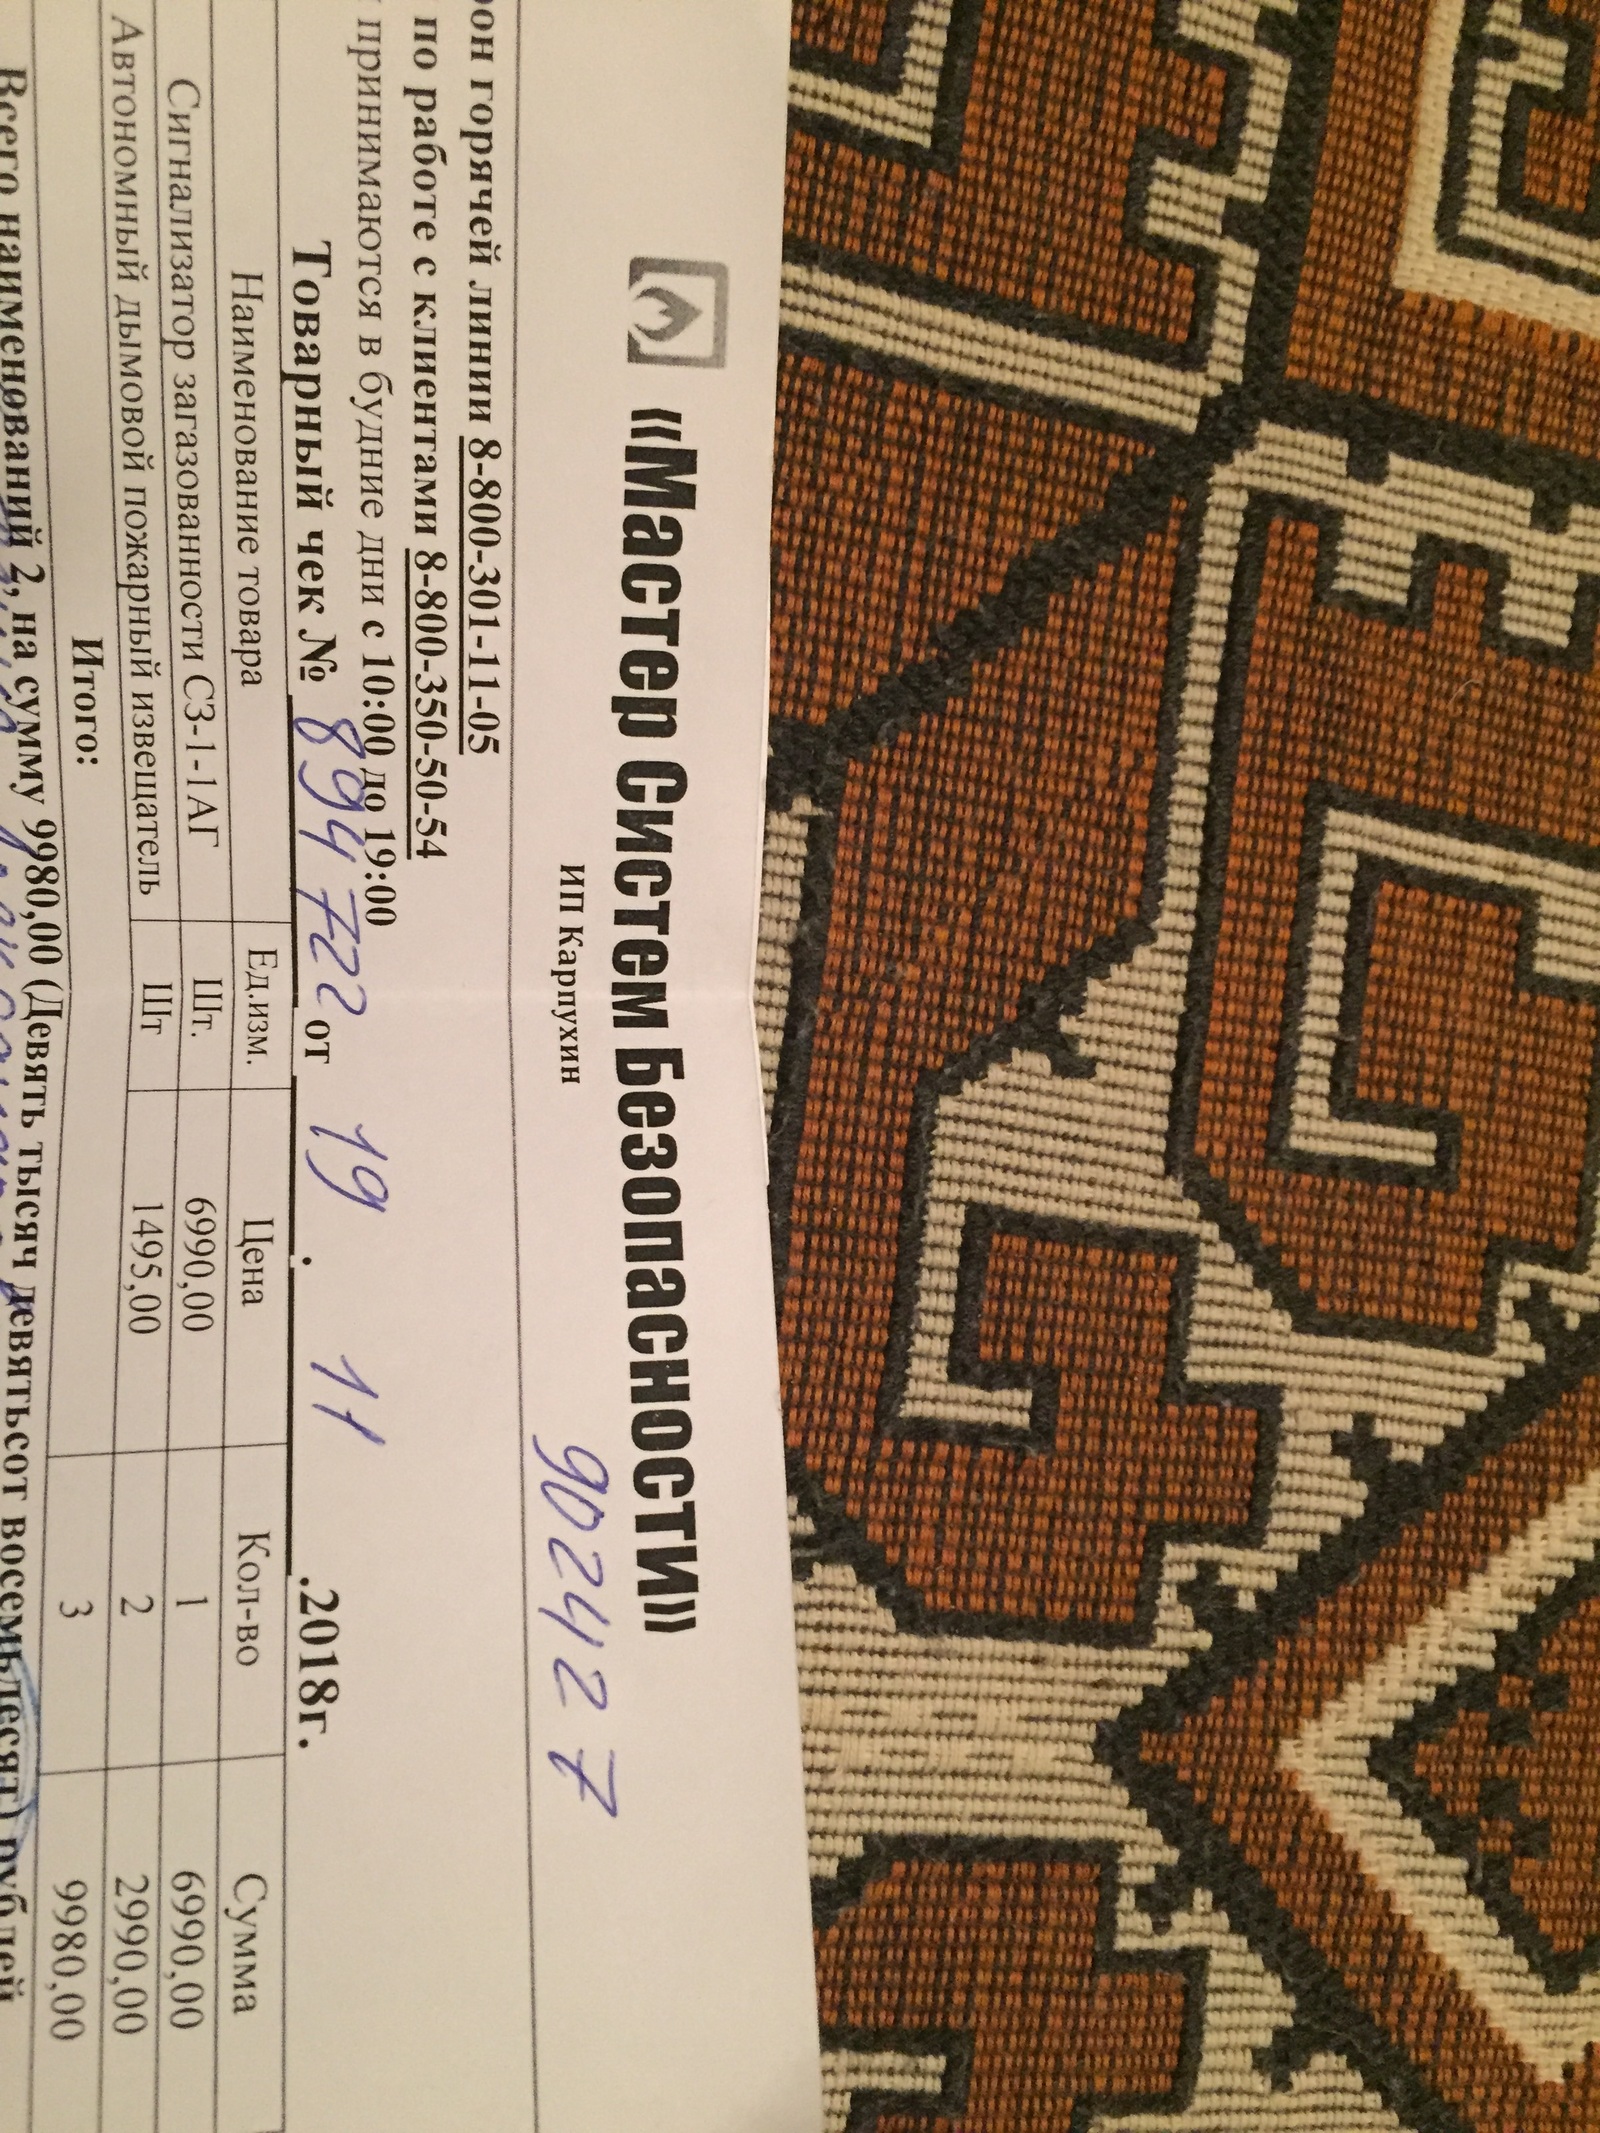 «Мастер Систем Безопасности»
ИП Карпухин
902427
горячей линии 8-800-301-11-05
по работе с клиентами 8-800-350-50-54
принимаются в будние дни с 10:00 до 19:00
Товарный чек № 894722 от 19 . 11 .2018г.
Наименование товара Ед.изм. Цена Кол-во Сумма
Сигнализатор загазованности СЗ-1-1АГ Шт. 6990,00 1 6990,00
Автономный дымовой пожарный извещатель Шт 1495,00 2 2990,00
Итого: 3 9980,00
Всего наименований 2, на сумму 9980,00 (Девять тысяч девятьсот восемьдесят) рублей